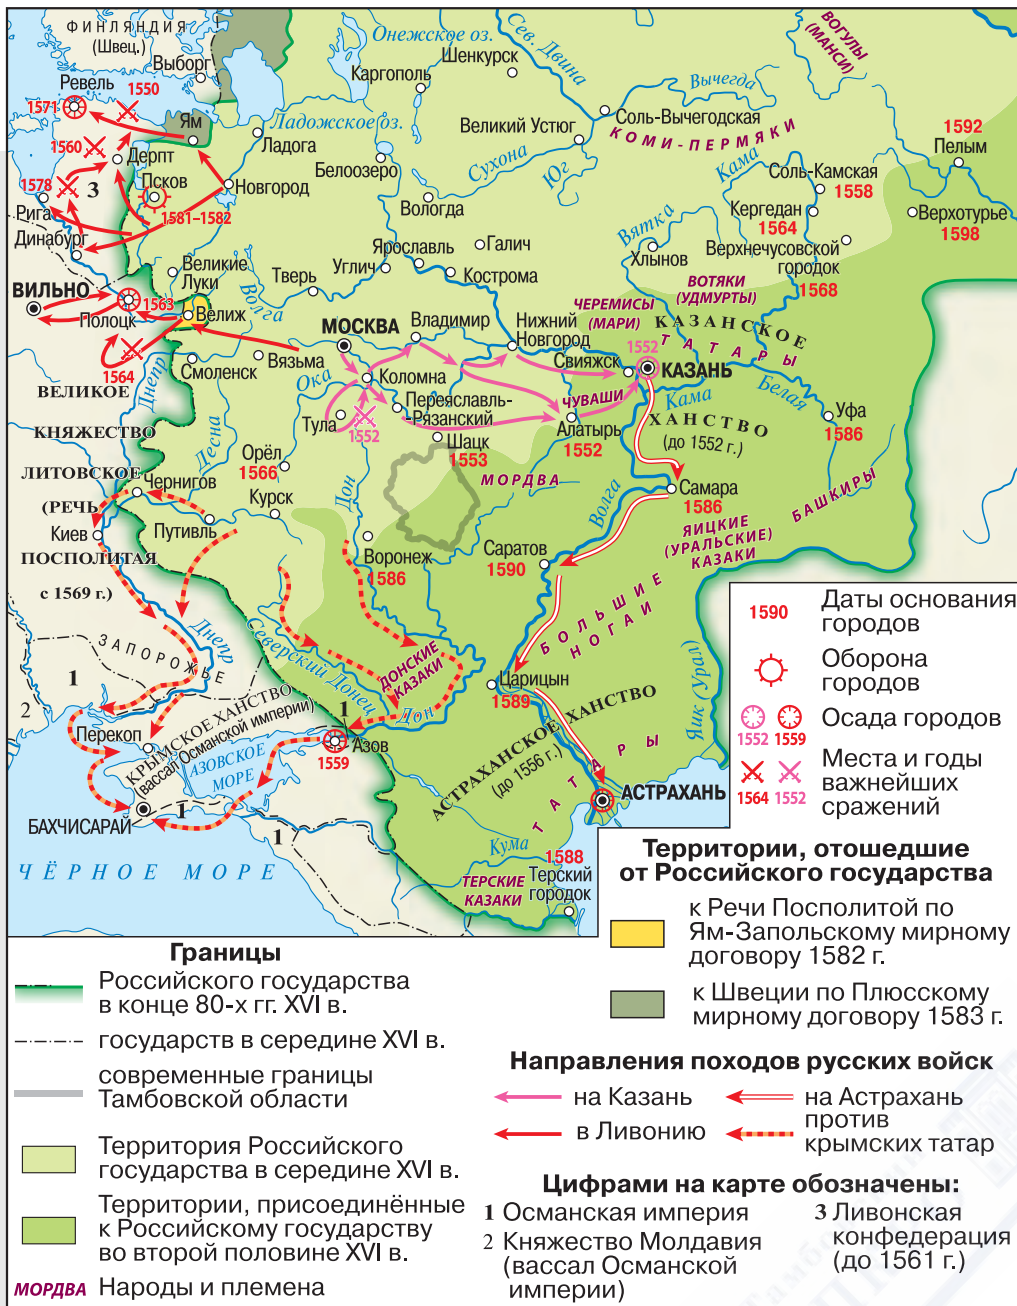 ФИНЛЯНДИЯ
(Швец.)
Выборг
Онежское оз.
Шенкурск
Сев. Двина
ВОГУЛЫ
(МАНСИ)
Каргополь
Вычегда
Ревель
1550
1571
Ям
Ладожское оз.
Ладога
Великий Устюг
Соль-Вычегодская
КОМИ-ПЕРМЯКИ
1592
Пелым
1560
Дерпт
Белоозеро
Сухона
Юг
Кама
Соль-Камская
1558
1578
3
Псков
1581–1582
Новгород
Рига
Вологда
Кергедан
1564
Верхотурье
1598
Динабург
Ярославль
Галич
Вятка
Хлынов
Верхнечусовской
городок
1568
Великие
Луки
Тверь
Углич
Кострома
ВИЛЬНО
1563
Полоцк
Велиж
Волга
ВОТЯКИ
(УДМУРТЫ)
ЧЕРЕМИСЫ
(МАРИ)
МОСКВА
Владимир
Нижний
Новгород
КАЗАНСКОЕ
ТАТАРЫ
1564
Днепр
Смоленск
Вязьма
Ока
Коломна
Свияжск
1552
КАЗАНЬ
ВЕЛИКОЕ
Переяславль-
-Рязанский
ЧУВАШИ
Кама
Белая
КНЯЖЕСТВО
Тула
1552
Алатырь
1552
ХАНСТВО
(до 1552 г.)
Уфа
1586
Десна
Орёл
1566
Шацк
1553
ЛИТОВСКОЕ
Чернигов
Курск
Дон
МОРДВА
Самара
1586
БАШКИРЫ
(РЕЧЬ
Киев
Путивль
Волга
ЯИЦКИЕ
(УРАЛЬСКИЕ)
КАЗАКИ
ПОСПОЛИТАЯ
Воронеж
1586
Саратов
1590
с 1569 г.)
БОЛЬШИЕ
НОГАИ
Днепр
ЗАПОРОЖЬЕ
Северский Донец
ДОНСКИЕ
КАЗАКИ
Царицын
1589
Яик (Урал)
1
2
Перекоп
КРЫМСКОЕ ХАНСТВО
(вассал Османской империи)
АЗОВСКОЕ
МОРЕ
1
Дон
Азов
1559
АСТРАХАНСКОЕ ХАНСТВО
(до 1556 г.)
ТАТАРЫ
АСТРАХАНЬ
БАХЧИСАРАЙ
1
1
ЧЁРНОЕ МОРЕ
Кума
1588
Терский
городок
ТЕРСКИЕ
КАЗАКИ
1590
Даты основания
городов
Оборона
городов
1552
1559
Осада городов
1564
1552
Места и годы
важнейших
сражений
Территории, отошедшие
от Российского государства
к Речи Посполитой по
Ям-Запольскому мирному
договору 1582 г.
к Швеции по Плюсскому
мирному договору 1583 г.
Границы
Российского государства
в конце 80-х гг. XVI в.
государств в середине XVI в.
современные границы
Тамбовской области
Территория Российского
государства в середине XVI в.
Территории, присоединённые
к Российскому государству
во второй половине XVI в.
МОРДВА Народы и племена
Направления походов русских войск
на Казань
в Ливонию
на Астрахань
против
крымских татар
Цифрами на карте обозначены:
1 Османская империя
2 Княжество Молдавия
(вассал Османской
империи)
3 Ливонская
конфедерация
(до 1561 г.)